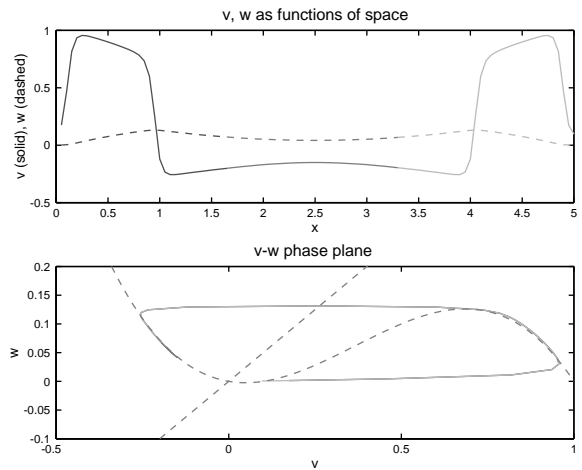 v, w as functions of space
1
0.5
0
-0.5
v (solid), w (dashed)
0 0.5 1 1.5 2 2.5 3 3.5 4 4.5 5
x
v-w phase plane
0.2
0.15
0.1
0.05
0
-0.05
-0.1
w
-0.5 0 0.5 1
v